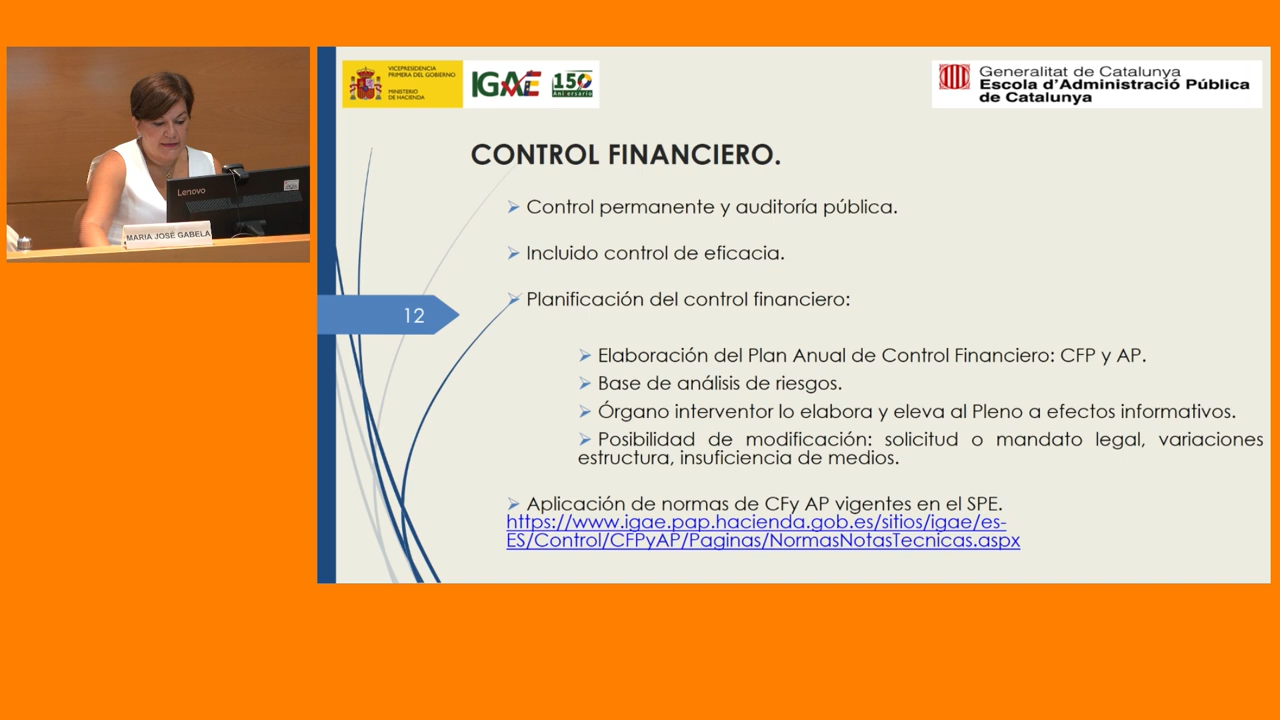 VICEPRESIDENCIA
PRIMERA DEL GOBIERNO
MINISTERIO
DE HACIENDA
IGAE
150
Aniversario
Generalitat de Catalunya
Escola d'Administració Pública
de Catalunya
Lenovo
MARIA JOSÉ GABELA
CONTROL FINANCIERO.
Control permanente y auditoría pública.
Incluido control de eficacia.
Planificación del control financiero:
12
Elaboración del Plan Anual de Control Financiero: CFP y AP.
Base de análisis de riesgos.
Órgano interventor lo elabora y eleva al Pleno a efectos informativos.
Posibilidad de modificación: solicitud o mandato legal, variaciones
estructura, insuficiencia de medios.
Aplicación de normas de CFy AP vigentes en el SPE.
https://www.igae.pap.hacienda.gob.es/sitios/igae/es-
ES/Control/CFPyAP/Paginas/NormasNotasTecnicas.aspx